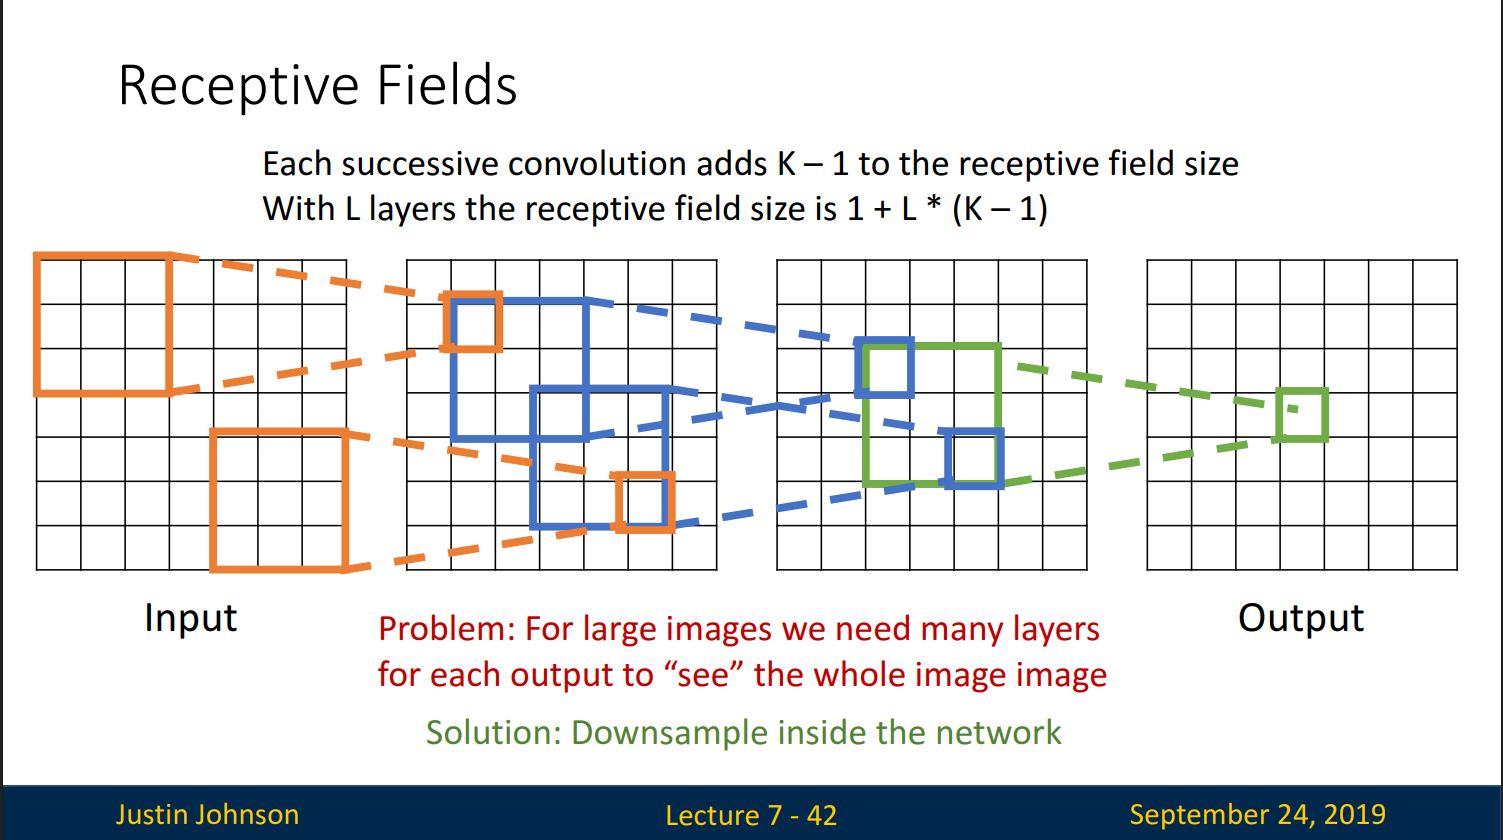 Receptive Fields
Each successive convolution adds K – 1 to the receptive field size
With L layers the receptive field size is 1 + L * (K – 1)
Input
Output
Problem: For large images we need many layers
for each output to “see” the whole image image
Solution: Downsample inside the network
Justin Johnson
Lecture 7 - 42
September 24, 2019